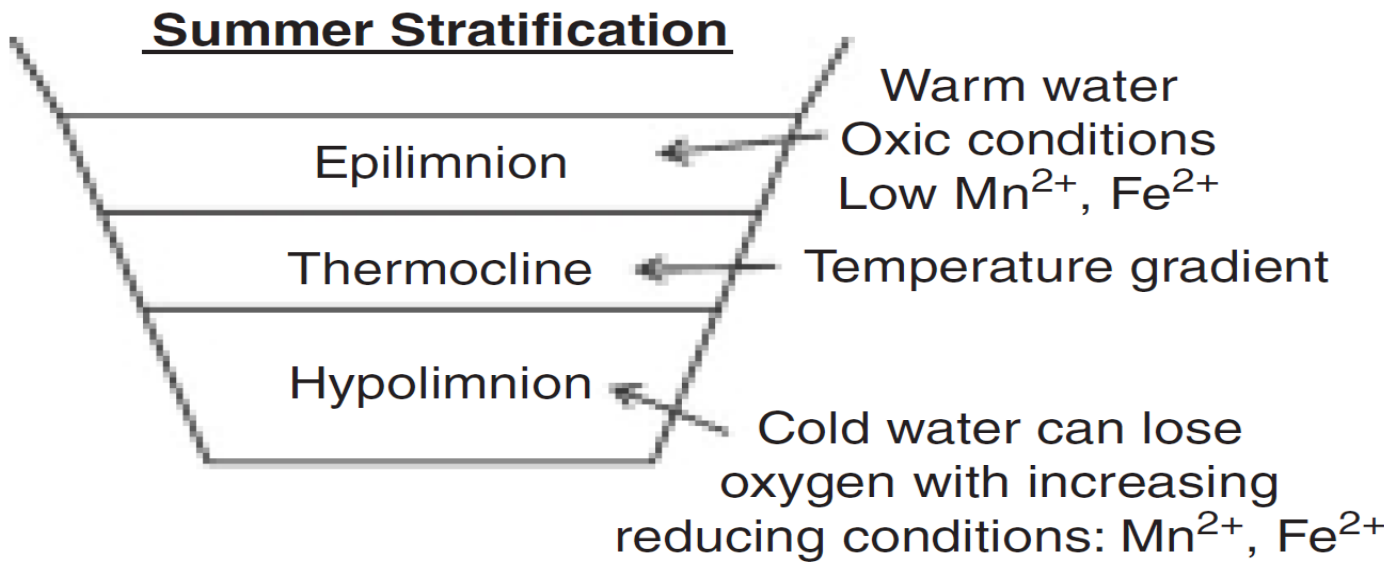 Summer Stratification
Warm water
Oxic conditions
Low Mn²⁺, Fe²⁺
Epilimnion
Thermocline
Temperature gradient
Hypolimnion
Cold water can lose
oxygen with increasing
reducing conditions: Mn²⁺, Fe²⁺